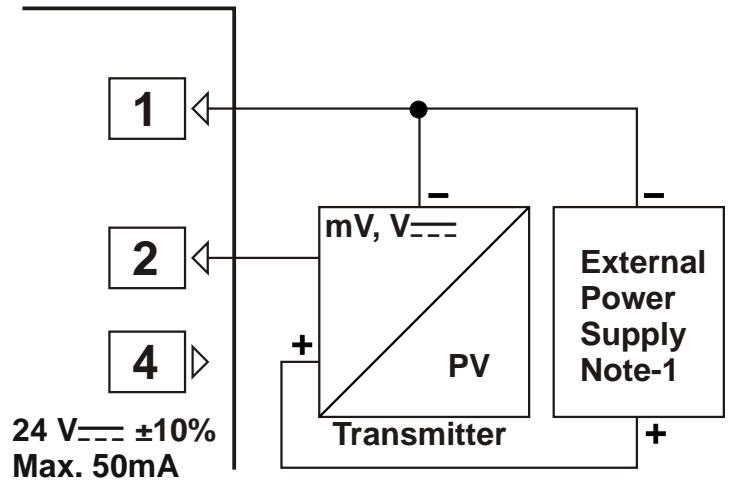 1
–
–
mV, V⎓
2
External
Power
Supply
Note-1
+
4
PV
24 V⎓ ±10%
Max. 50mA
Transmitter
+